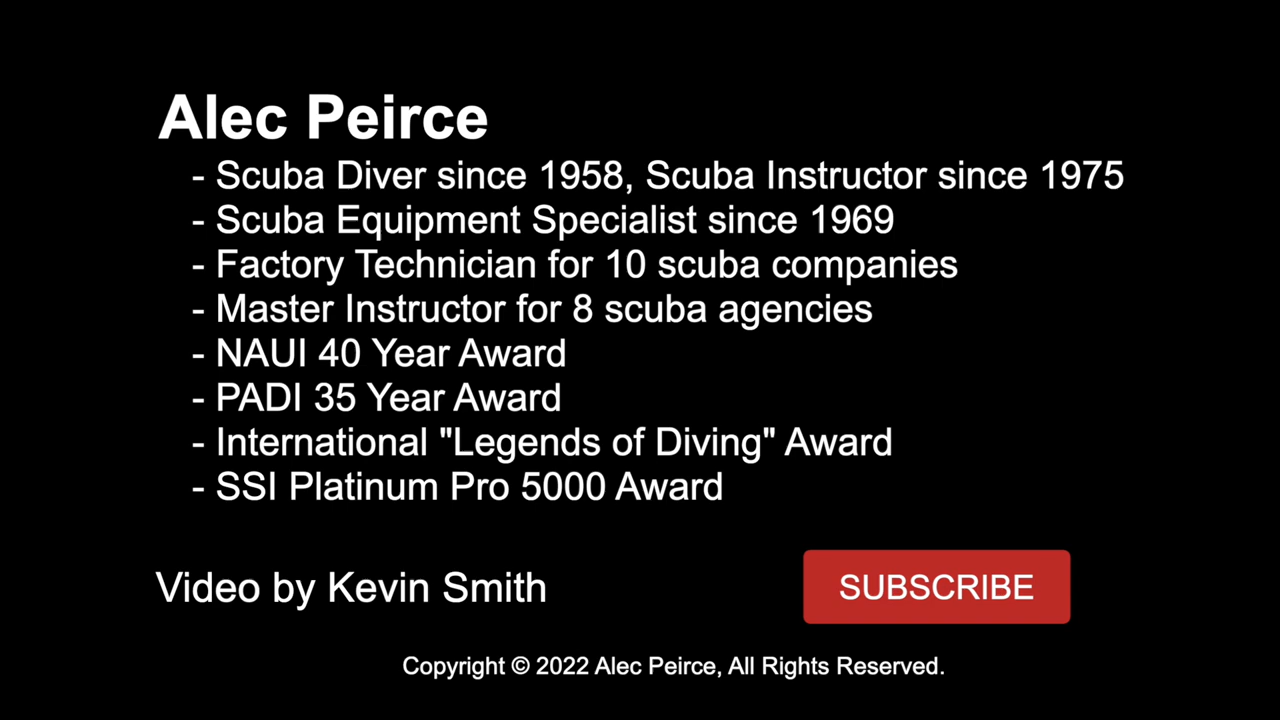 Alec Peirce
- Scuba Diver since 1958, Scuba Instructor since 1975
- Scuba Equipment Specialist since 1969
- Factory Technician for 10 scuba companies
- Master Instructor for 8 scuba agencies
- NAUI 40 Year Award
- PADI 35 Year Award
- International "Legends of Diving" Award
- SSI Platinum Pro 5000 Award
Video by Kevin Smith
SUBSCRIBE
Copyright © 2022 Alec Peirce, All Rights Reserved.